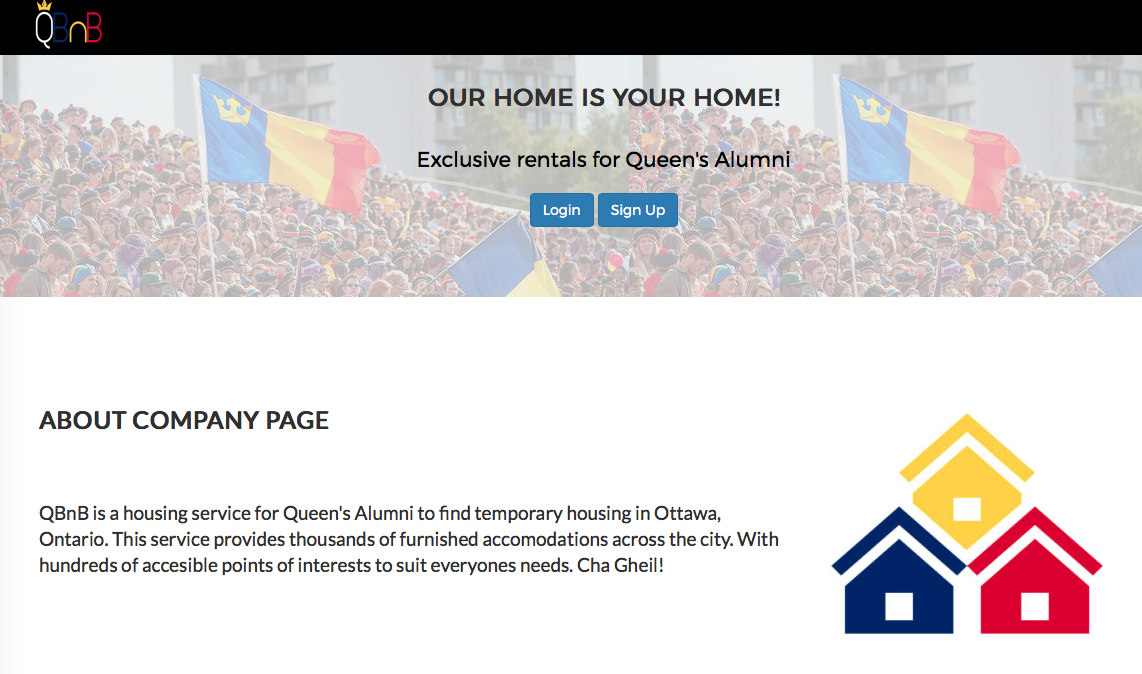 QBnB
OUR HOME IS YOUR HOME!
Exclusive rentals for Queen's Alumni
Login Sign Up
ABOUT COMPANY PAGE
QBnB is a housing service for Queen's Alumni to find temporary housing in Ottawa,
Ontario. This service provides thousands of furnished accomodations across the city. With
hundreds of accesible points of interests to suit everyones needs. Cha Gheil!